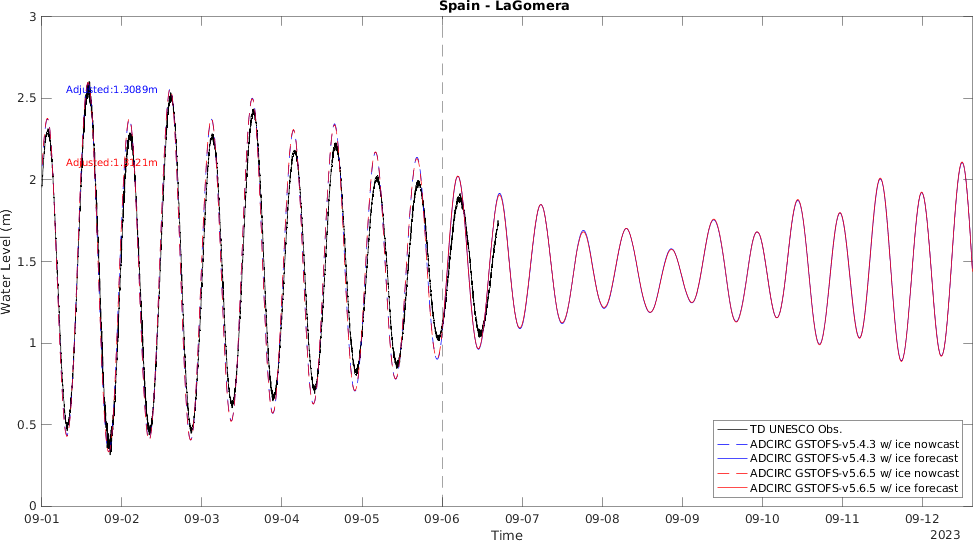 Spain - LaGomera
3
2.5
2
1.5
1
0.5
0
Water Level (m)
Adjusted:1.3089m
Adjusted:1.3121m
TD UNESCO Obs.
ADCIRC GSTOFS-v5.4.3 w/ ice nowcast
ADCIRC GSTOFS-v5.4.3 w/ ice forecast
ADCIRC GSTOFS-v5.6.5 w/ ice nowcast
ADCIRC GSTOFS-v5.6.5 w/ ice forecast
09-01 09-02 09-03 09-04 09-05 09-06 09-07 09-08 09-09 09-10 09-11 09-12
Time
2023